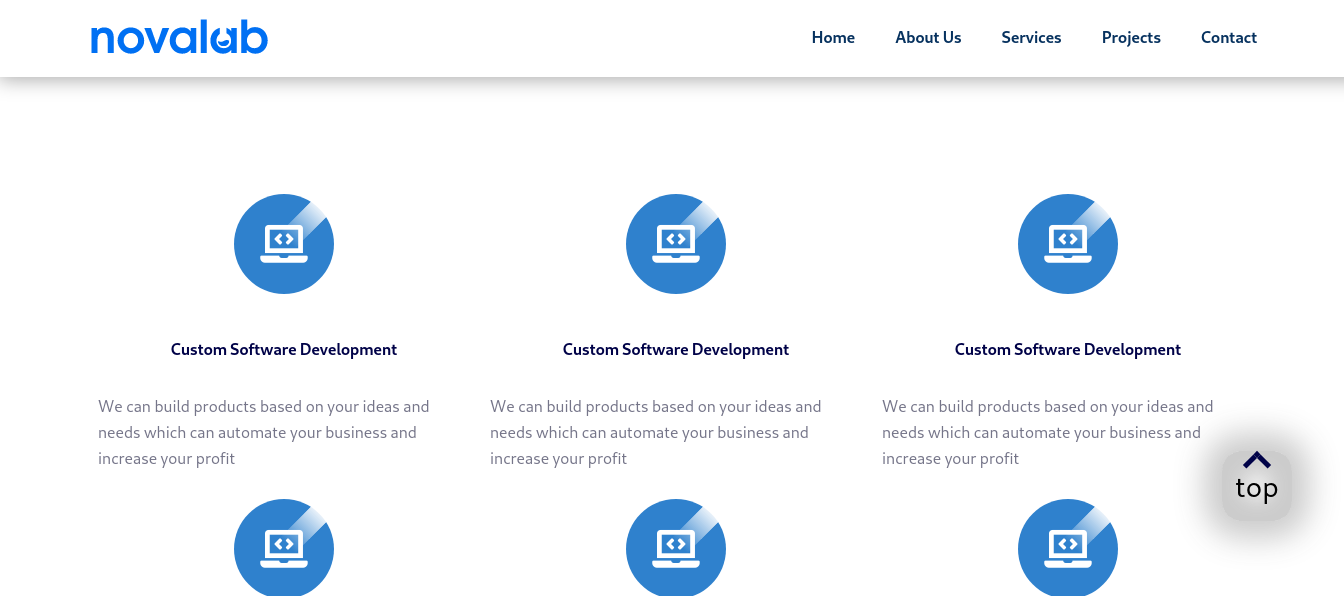 novalab
Home About Us Services Projects Contact
Custom Software Development
We can build products based on your ideas and
needs which can automate your business and
increase your profit
Custom Software Development
We can build products based on your ideas and
needs which can automate your business and
increase your profit
Custom Software Development
We can build products based on your ideas and
needs which can automate your business and
increase your profit
top